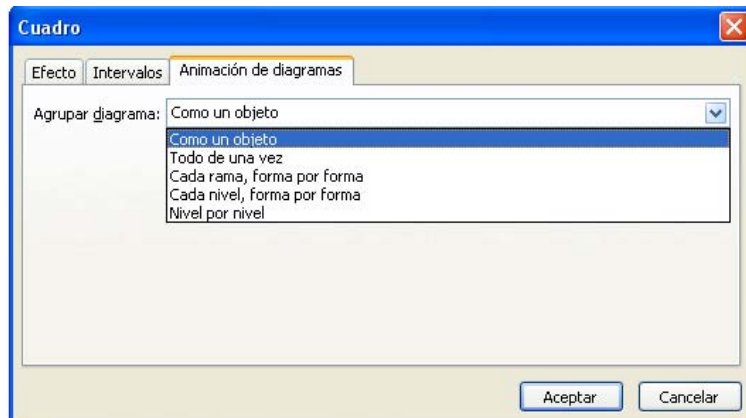 Cuadro
Efecto Intervalos Animación de diagramas
Agrupar diagrama: Como un objeto
Como un objeto
Todo de una vez
Cada rama, forma por forma
Cada nivel, forma por forma
Nivel por nivel
Aceptar Cancelar